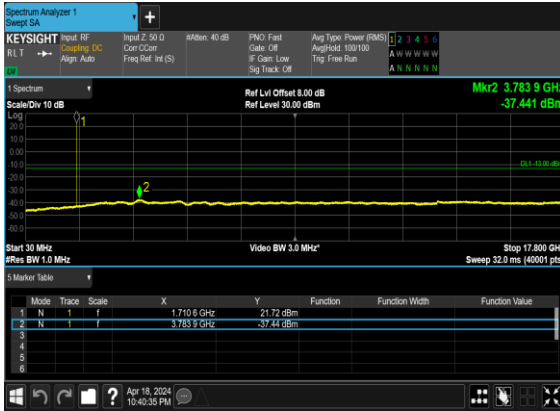 Spectrum Analyzer 1
Swept SA
+
KEYSIGHT Input: RF Input Z: 50 Ω #Atten: 40 dB PNO: Fast Avg Type: Power (RMS) 1 2 3 4 5 6
RLT Coupling: DC Corr CCorr Gate: Off Avg|Hold: 100/100 A W W W W W
Align: Auto Freq Ref: Int (S) IF Gain: Low Trig: Free Run
Sig Track: Off A N N N N N
1 Spectrum
Ref Lvl Offset 8.00 dB Mkr2 3.783 9 GHz
Scale/Div 10 dB Ref Level 30.00 dBm -37.441 dBm
Log
20.0
10.0
0.00
-10.0
-20.0
-30.0
-40.0
-50.0
-60.0
1
2
DL1 -13.00 dBm
Start 30 MHz Video BW 3.0 MHz* Stop 17.800 GH
#Res BW 1.0 MHz Sweep 32.0 ms (40001 pts
5 Marker Table
Mode Trace Scale X Y Function Function Width Function Value
1 N 1 f 1.710 6 GHz 21.72 dBm
2 N 1 f 3.783 9 GHz -37.44 dBm
3
4
5
6
? Apr 18, 2024
10:40:35 PM